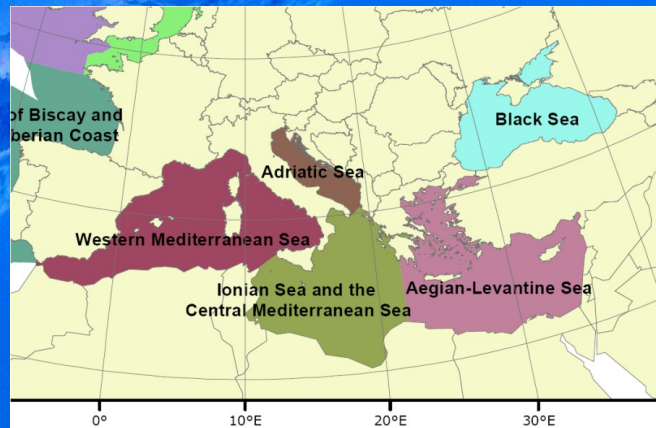 of Biscay and
berian Coast
Black Sea
Adriatic Sea
Western Mediterranean Sea
Ionian Sea and the
Central Mediterranean Sea
Aegian-Levantine Sea
0° 10°E 20°E 30°E